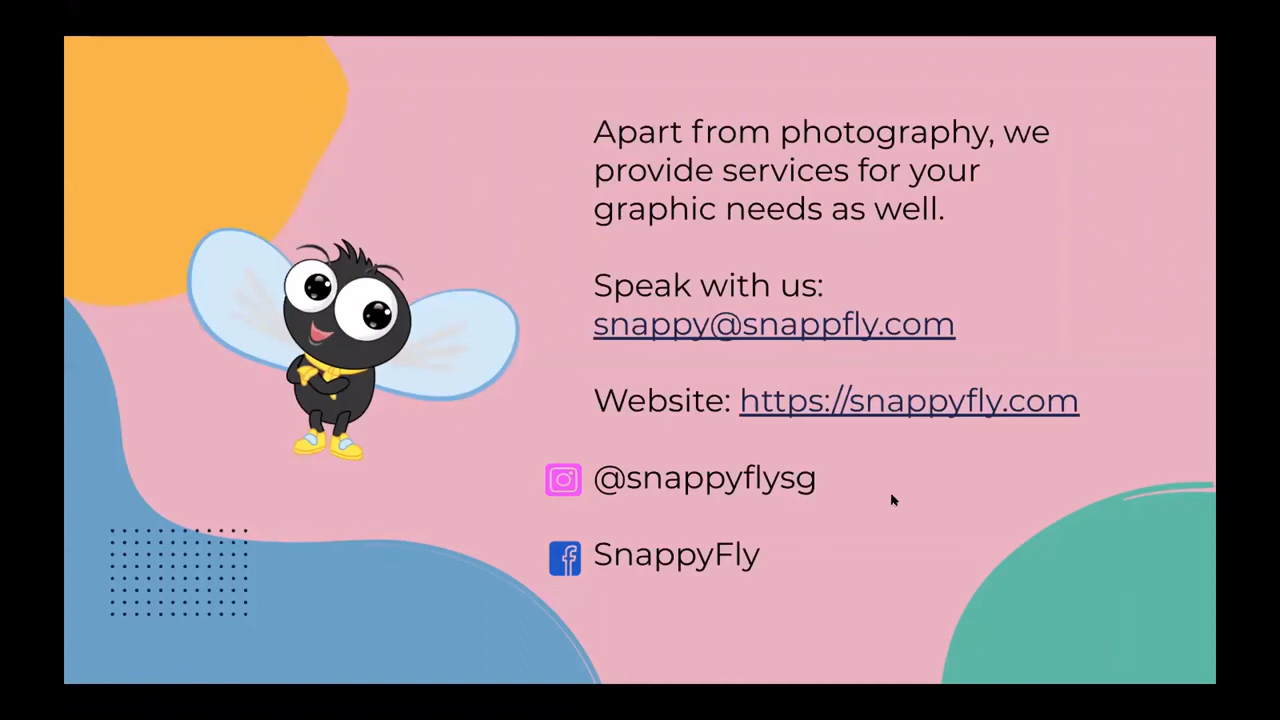 Apart from photography, we
provide services for your
graphic needs as well.
Speak with us:
snappy@snappfly.com
Website: https://snappyfly.com
@snappyflysg
SnappyFly